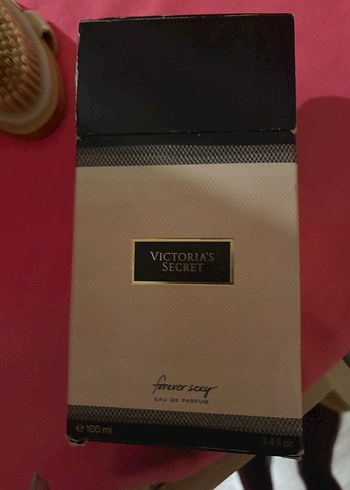 VICTORIA'S
SECRET
forever sexy
EAU DE PARFUM
℮ 100 ml
3.4 fl oz